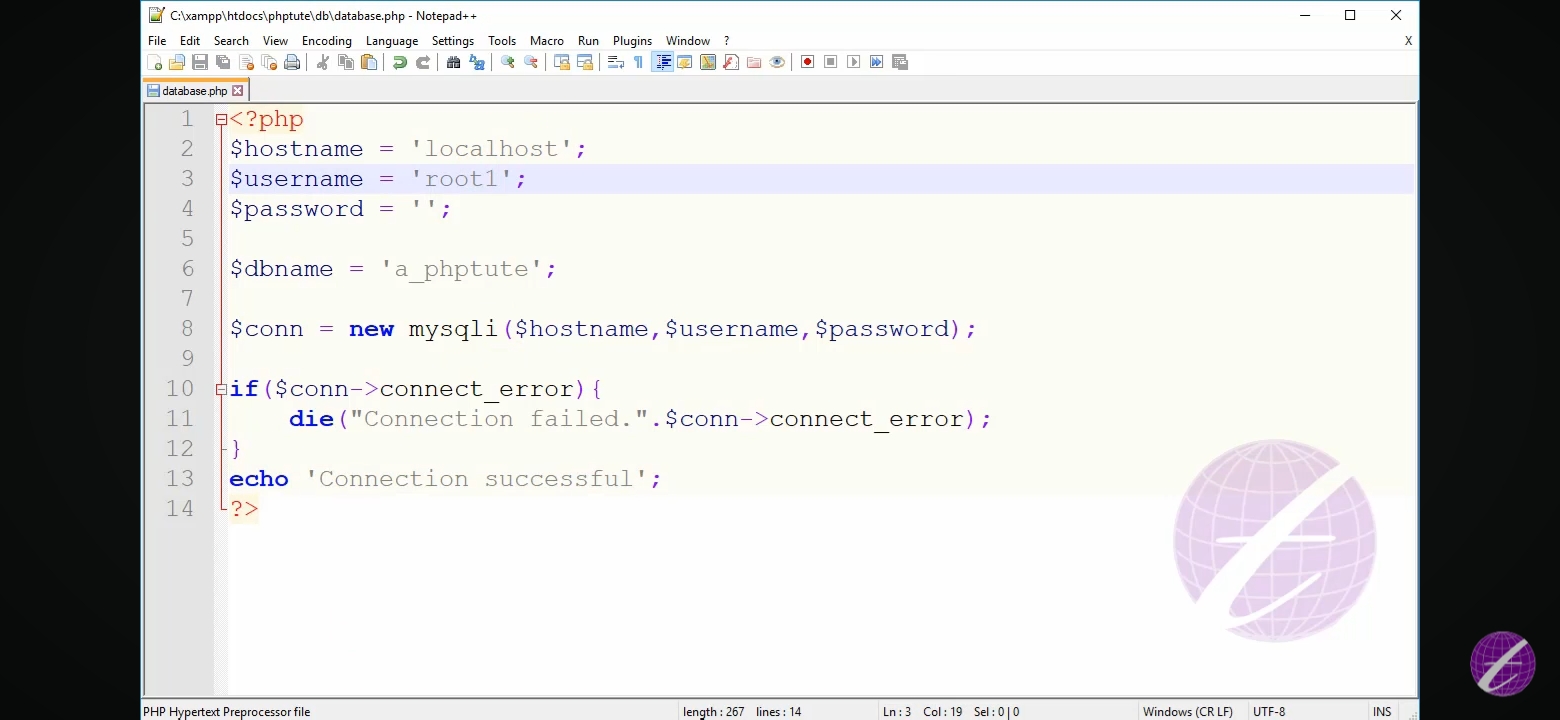 C:\xampp\htdocs\phptute\db\database.php - Notepad++
File Edit Search View Encoding Language Settings Tools Macro Run Plugins Window ? X
database.php
1 <?php
2 $hostname = 'localhost';
3 $username = 'root1';
4 $password = '';
5
6 $dbname = 'a_phptute';
7
8 $conn = new mysqli($hostname,$username,$password);
9
10 if($conn->connect_error){
11 die("Connection failed.".$conn->connect_error);
12 }
13 echo 'Connection successful';
14 ?>
PHP Hypertext Preprocessor file length : 267 lines : 14 Ln : 3 Col : 19 Sel : 0 | 0 Windows (CR LF) UTF-8 INS